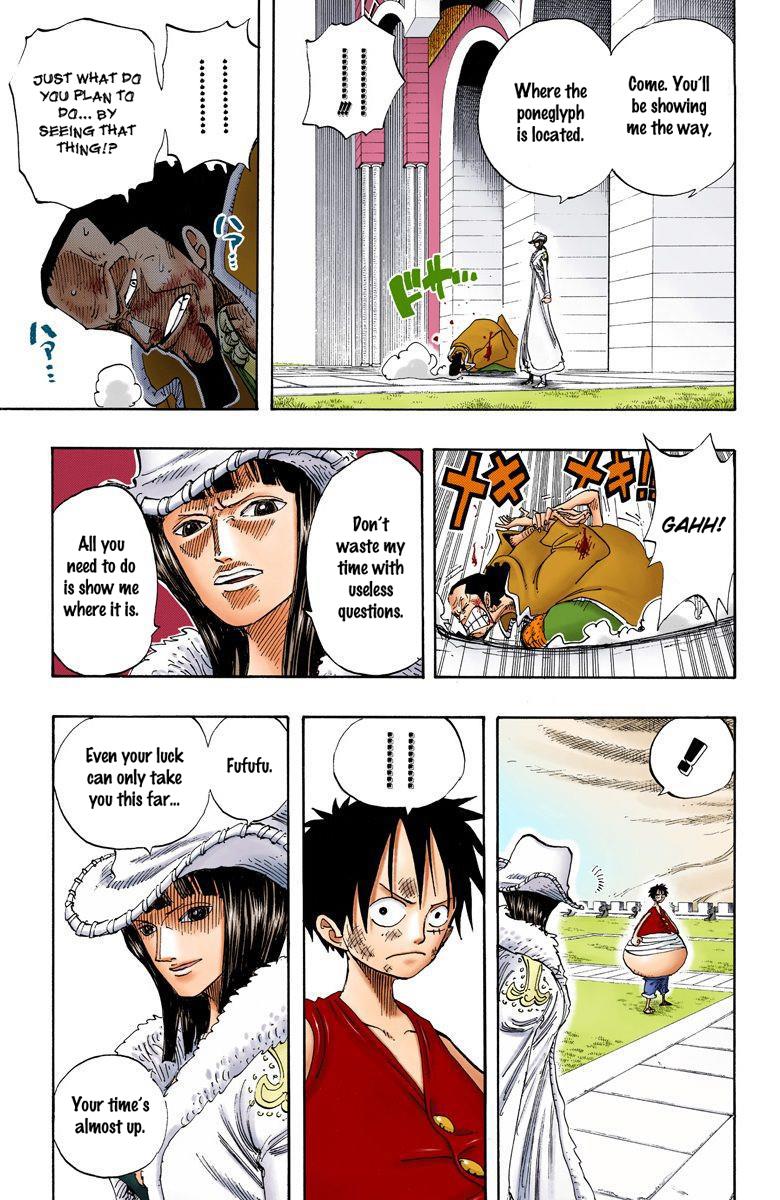 Come. You'll
be showing
me the way,
Where the
poneglyph
is located.
..........!!!
ドサ…
............
JUST WHAT DO
YOU PLAN TO
DO... BY
SEEING THAT
THING!?
ハァ…
ハァ…
GAHH!
メキ メキ!!
Don't
waste my
time with
useless
questions.
All you
need to do
is show me
where it is.
!
............
Fufufu.
Even your luck
can only take
you this far...
Your time's
almost up.